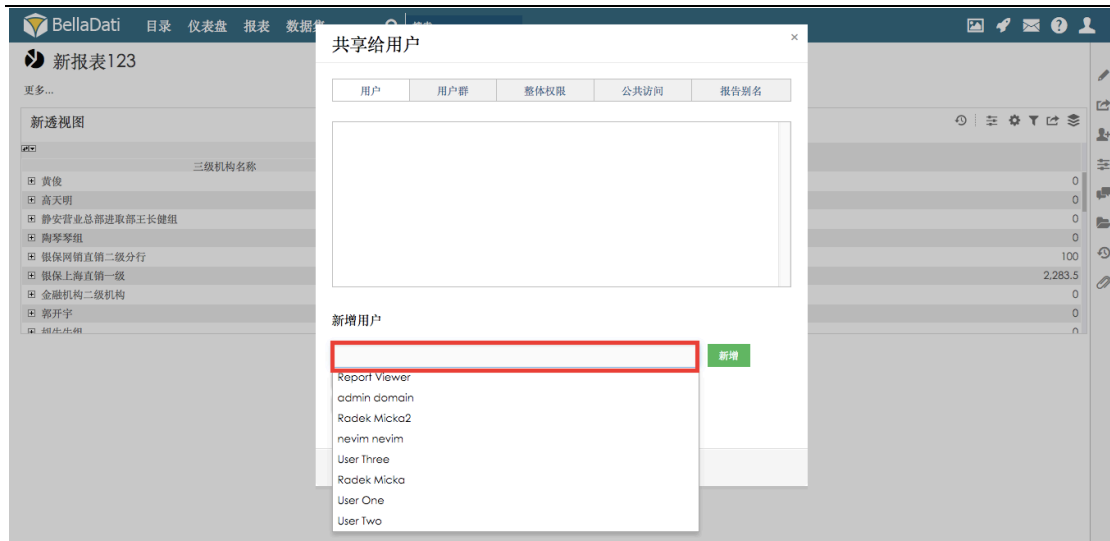 BellaDati 目录 仪表盘 报表 数据
新报表123
更多...
新透视图
三级机构名称
黄俊 0
高天明 0
静安营业总部进取部王长健组 0
陶琴琴组 0
银保网销直销二级分行 100
银保上海直销一级 2,283.5
金融机构二级机构 0
郭开宇 0
共享给用户 ×
用户 用户群 整体权限 公共访问 报告别名
新增用户
新增
Report Viewer
admin domain
Radek Micka2
nevim nevim
User Three
Radek Micka
User One
User Two